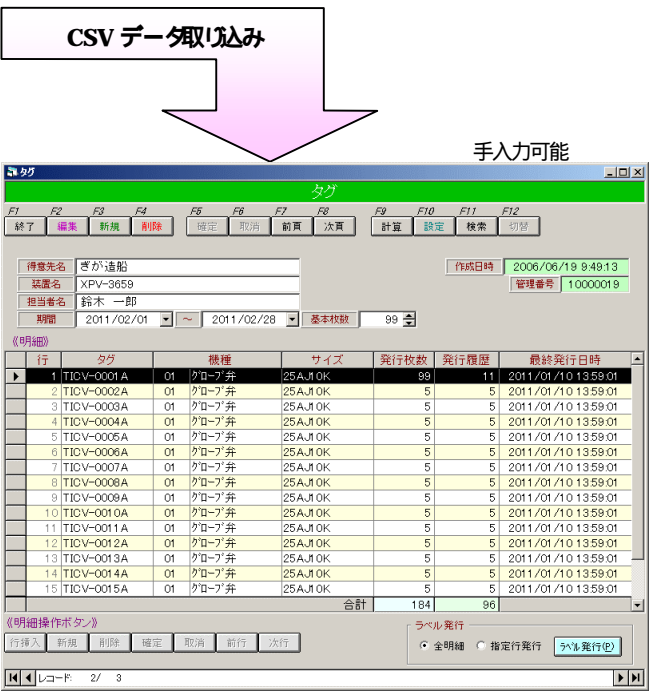 CSV データ取り込み
手入力可能
タグ
タグ
F1 F2 F3 F4 F5 F6 F7 F8 F9 F10 F11 F12
終了 編集 新規 削除 確定 取消 前頁 次頁 計算 設定 検索 切替
得意先名 ぎが造船 作成日時 2006/06/19 9:49:13
装置名 XPV-3659 管理番号 10000019
担当者名 鈴木 一郎
期間 2011/02/01 ~ 2011/02/28 基本枚数 99
《明細》
行 タグ 機種 サイズ 発行枚数 発行履歴 最終発行日時
1 TICV-0001A 01 グローブ弁 25AJ10K 99 11 2011/01/10 13:59:01
2 TICV-0002A 01 グローブ弁 25AJ10K 5 5 2011/01/10 13:59:01
3 TICV-0003A 01 グローブ弁 25AJ10K 5 5 2011/01/10 13:59:01
4 TICV-0004A 01 グローブ弁 25AJ10K 5 5 2011/01/10 13:59:01
5 TICV-0005A 01 グローブ弁 25AJ10K 5 5 2011/01/10 13:59:01
6 TICV-0006A 01 グローブ弁 25AJ10K 5 5 2011/01/10 13:59:01
7 TICV-0007A 01 グローブ弁 25AJ10K 5 5 2011/01/10 13:59:01
8 TICV-0008A 01 グローブ弁 25AJ10K 5 5 2011/01/10 13:59:01
9 TICV-0009A 01 グローブ弁 25AJ10K 5 5 2011/01/10 13:59:01
10 TICV-0010A 01 グローブ弁 25AJ10K 5 5 2011/01/10 13:59:01
11 TICV-0011A 01 グローブ弁 25AJ10K 5 5 2011/01/10 13:59:01
12 TICV-0012A 01 グローブ弁 25AJ10K 5 5 2011/01/10 13:59:01
13 TICV-0013A 01 グローブ弁 25AJ10K 5 5 2011/01/10 13:59:01
14 TICV-0014A 01 グローブ弁 25AJ10K 5 5 2011/01/10 13:59:01
15 TICV-0015A 01 グローブ弁 25AJ10K 5 5 2011/01/10 13:59:01
合計 184 96
《明細操作ボタン》 ラベル発行
行挿入 新規 削除 確定 取消 前行 次行 全明細 指定行発行 ラベル発行(P)
レコード: 2/ 3